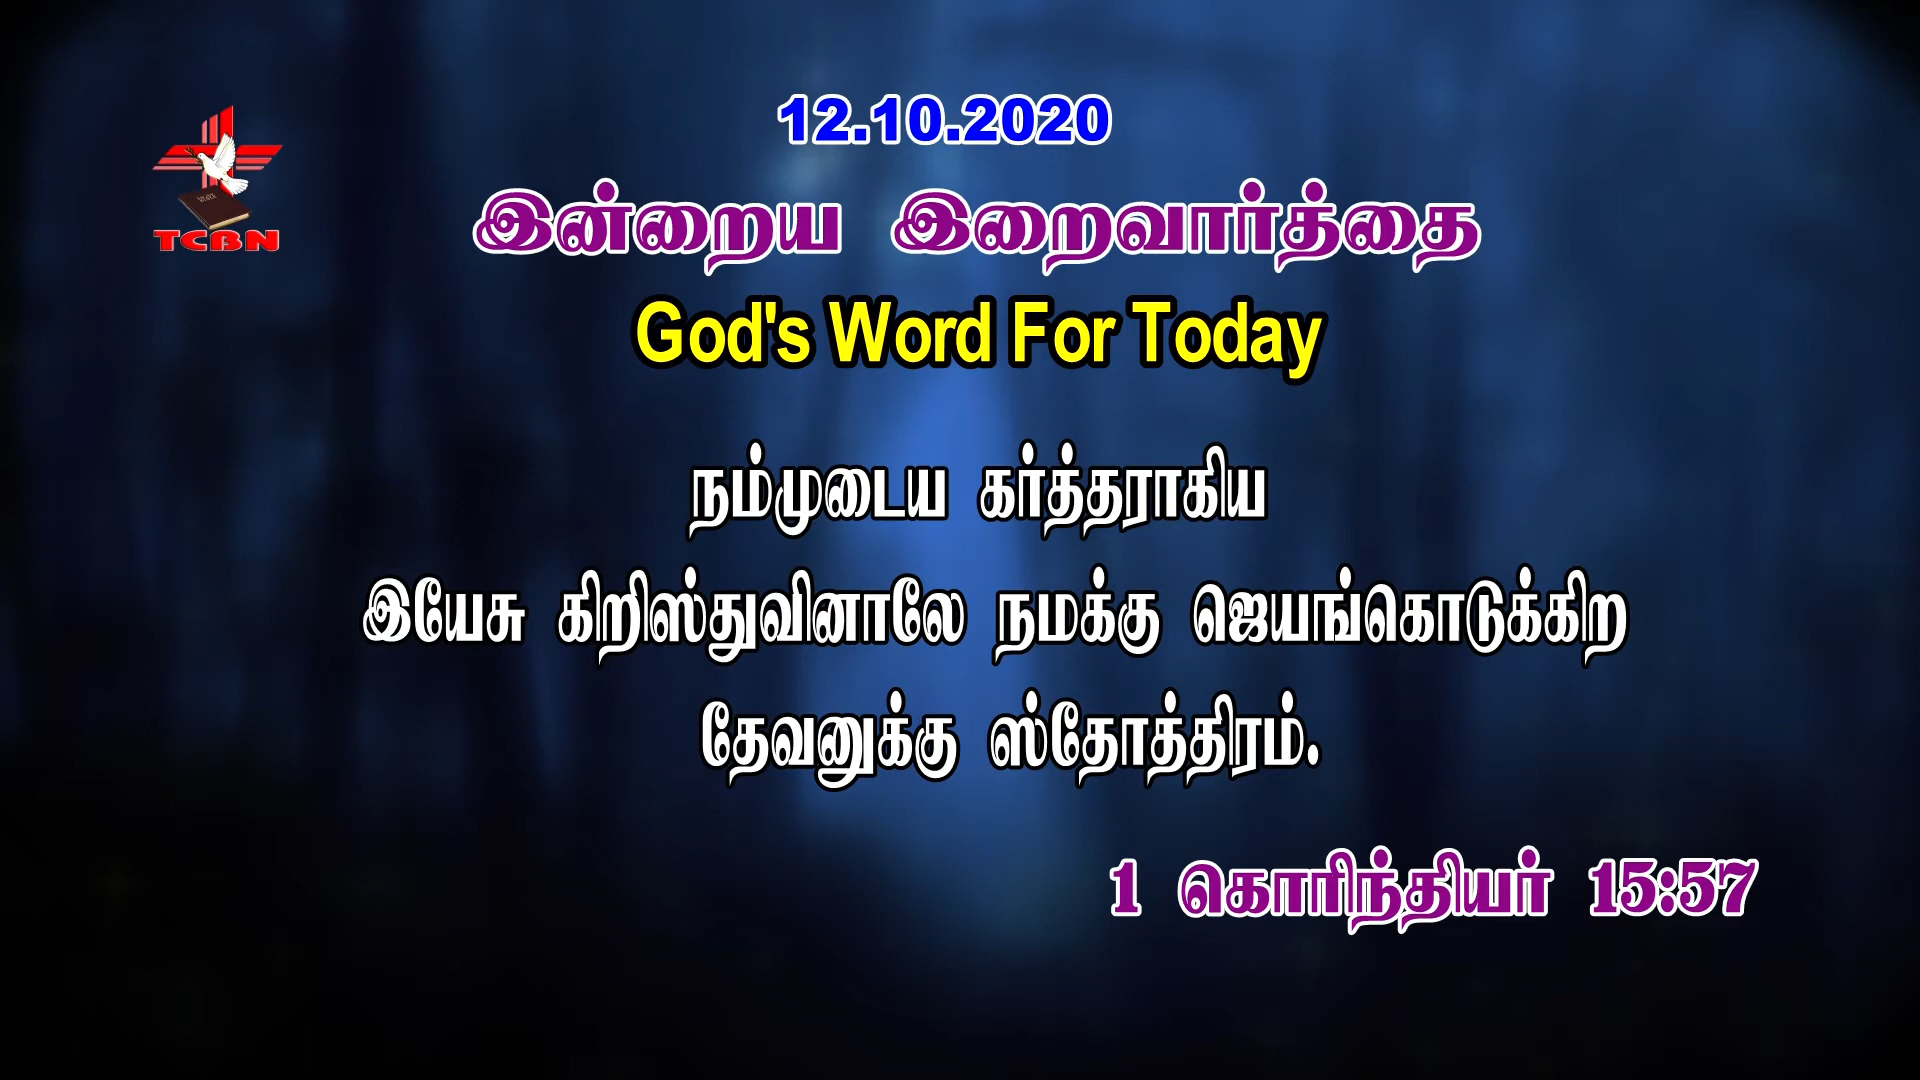 12.10.2020
TCBN
இன்றைய இறைவார்த்தை
God's Word For Today
நம்முடைய கர்த்தராகிய
இயேசு கிறிஸ்துவினாலே நமக்கு ஜெயங்கொடுக்கிற
தேவனுக்கு ஸ்தோத்திரம்.
1 கொரிந்தியர் 15:57